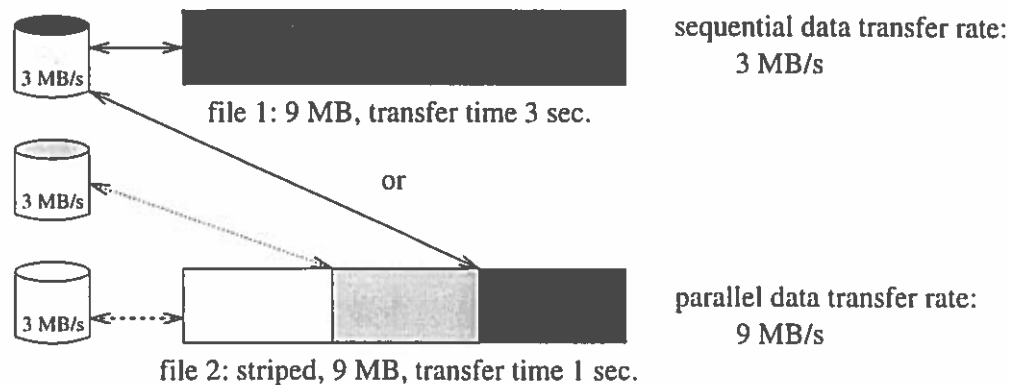 sequential data transfer rate:
3 MB/s
3 MB/s
file 1: 9 MB, transfer time 3 sec.
3 MB/s
or
3 MB/s
parallel data transfer rate:
9 MB/s
file 2: striped, 9 MB, transfer time 1 sec.